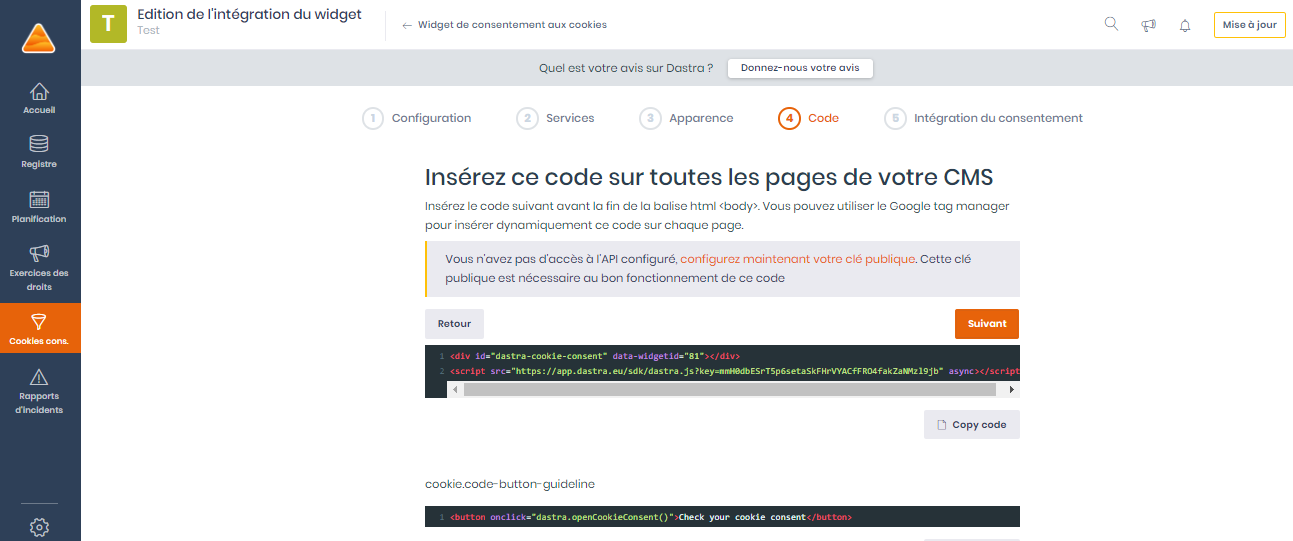 T
Edition de l'intégration du widget
Test
← Widget de consentement aux cookies
Mise à jour
Quel est votre avis sur Dastra ?
Donnez-nous votre avis
Accueil
Registre
Planification
Exercices des
droits
Cookies cons.
Rapports
d'incidents
1 Configuration
2 Services
3 Apparence
4 Code
5 Intégration du consentement
Insérez ce code sur toutes les pages de votre CMS
Insérez le code suivant avant la fin de la balise html <body>. Vous pouvez utiliser le Google tag manager
pour insérer dynamiquement ce code sur chaque page.
Vous n'avez pas d'accès à l'API configuré, configurez maintenant votre clé publique. Cette clé
publique est nécessaire au bon fonctionnement de ce code
Retour
Suivant
1 <div id="dastra-cookie-consent" data-widgetid="81"></div>
2 <script src="https://app.dastra.eu/sdk/dastra.js?key=mmM0dbESrT5p6setaSkFHrVYACfFRO4fakZaNMzl9jb" async></script
Copy code
cookie.code-button-guideline
1 <button onclick="dastra.openCookieConsent()">Check your cookie consent</button>